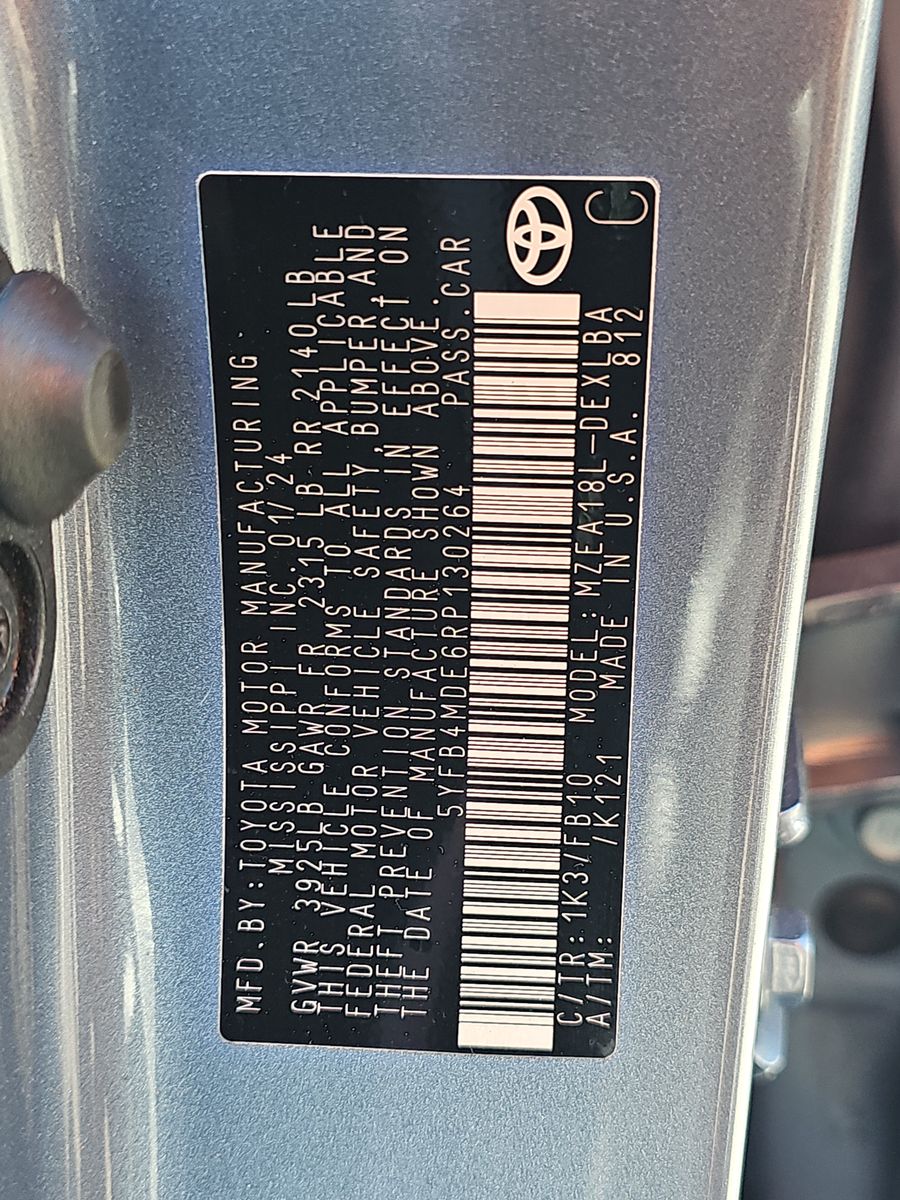 MFD.BY:TOYOTA MOTOR MANUFACTURING
MISSISSIPPI INC. 01/24
GVWR 3925LB GAWR FR 2315 LB RR 2140 LB
THIS VEHICLE CONFORMS TO ALL APPLICABLE
FEDERAL MOTOR VEHICLE SAFETY BUMPER,AND
THEFT PREVENTION STANDARDS IN EFFECT ON
THE DATE OF MANUFACTURE SHOWN ABOVE.
5YFB4MDE6RP130264 PASS.CAR
C/TR: 1K3/FB10 MODEL:MZEA18L-DEXLBA
A/TM: /K121 MADE IN U.S.A. 812
C